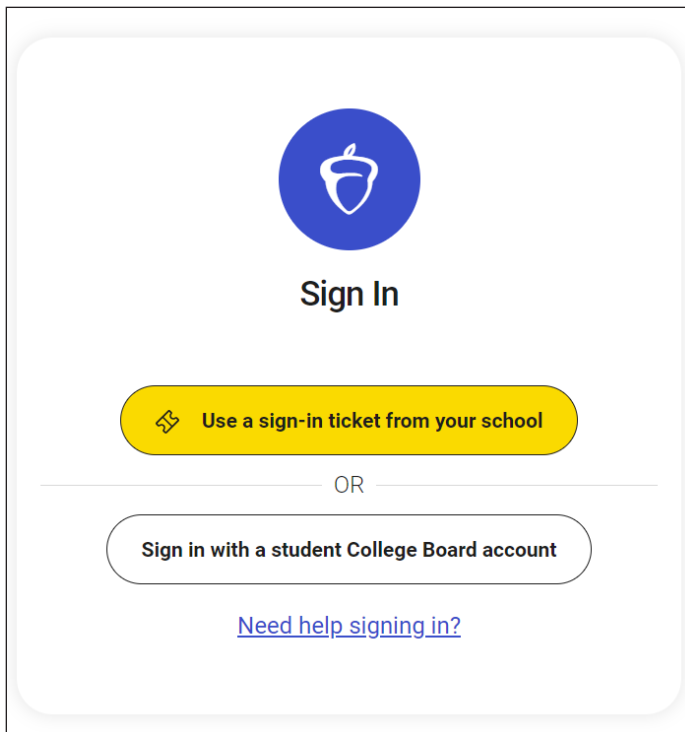 Sign In
Use a sign-in ticket from your school
OR
Sign in with a student College Board account
Need help signing in?